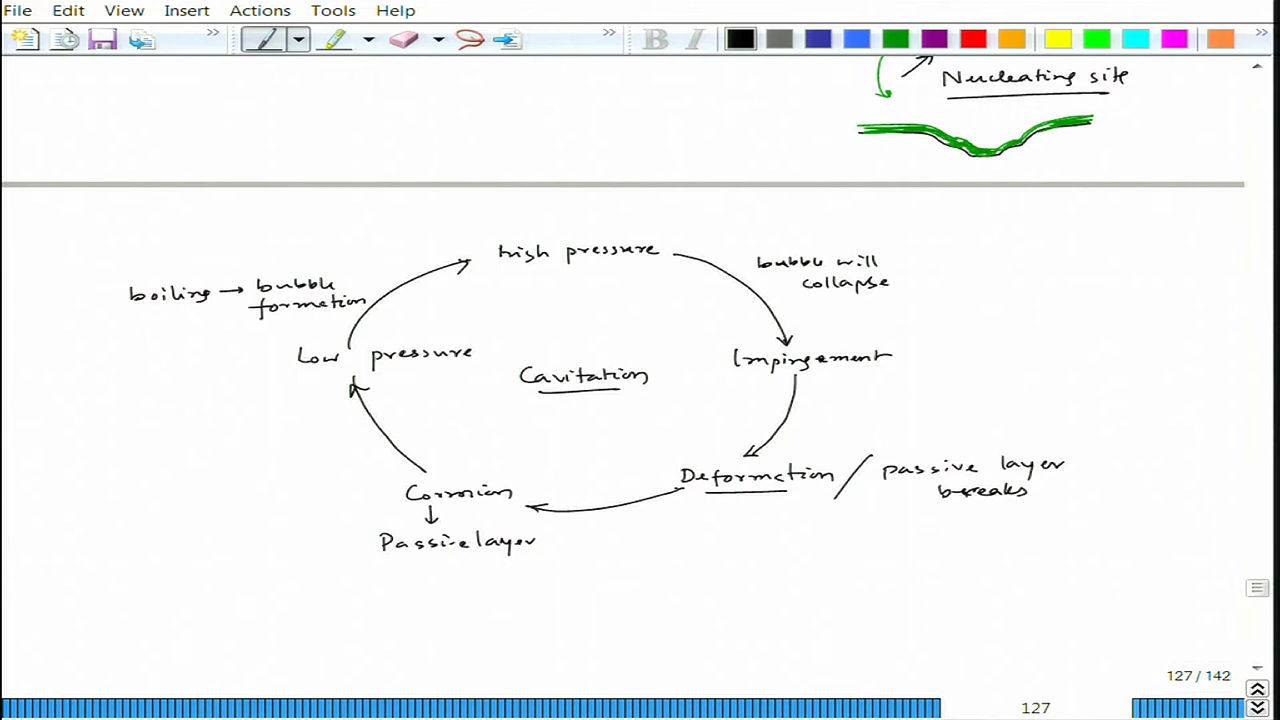 File Edit View Insert Actions Tools Help
B I
Nucleating site
high pressure
bubble will
collapse
boiling → bubble
formation
Low pressure
Impingement
Cavitation
Deformation / passive layer
breaks
Corrosion
↓
Passive layer
127 / 142
127